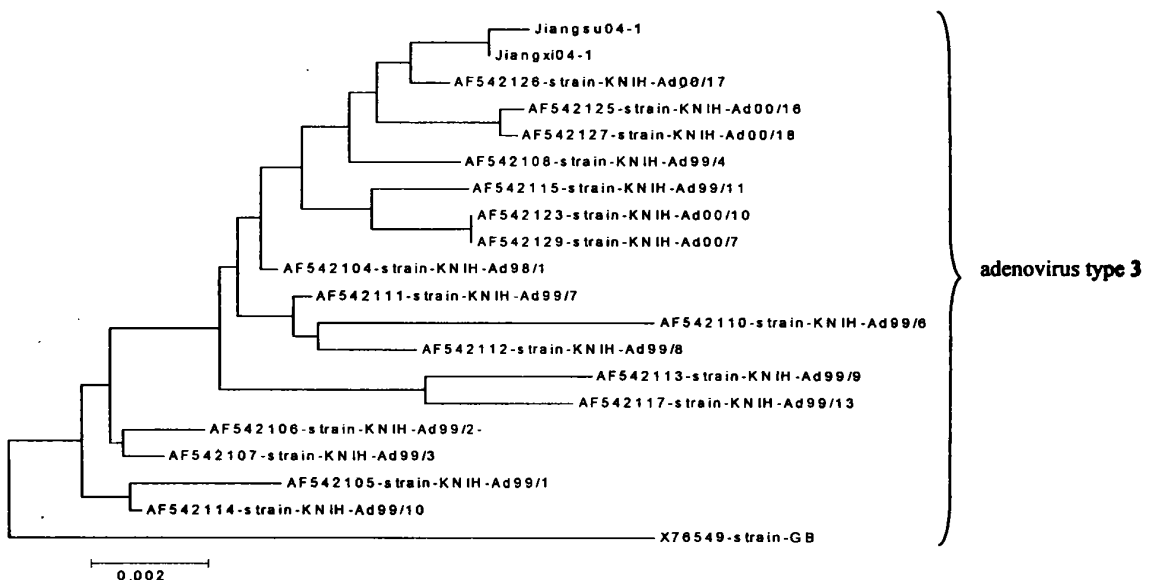 Jiangsu04-1
Jiangxi04-1
AF542126-strain-KNIH-Ad00/17
AF542125-strain-KNIH-Ad00/16
AF542127-strain-KNIH-Ad00/18
AF542108-strain-KNIH-Ad99/4
AF542115-strain-KNIH-Ad99/11
AF542123-strain-KNIH-Ad00/10
AF542129-strain-KNIH-Ad00/7
AF542104-strain-KNIH-Ad98/1
adenovirus type 3
AF542111-strain-KNIH-Ad99/7
AF542110-strain-KNIH-Ad99/6
AF542112-strain-KNIH-Ad99/8
AF542113-strain-KNIH-Ad99/9
AF542117-strain-KNIH-Ad99/13
AF542106-strain-KNIH-Ad99/2-
AF542107-strain-KNIH-Ad99/3
AF542105-strain-KNIH-Ad99/1
AF542114-strain-KNIH-Ad99/10
X76549-strain-GB
0.002